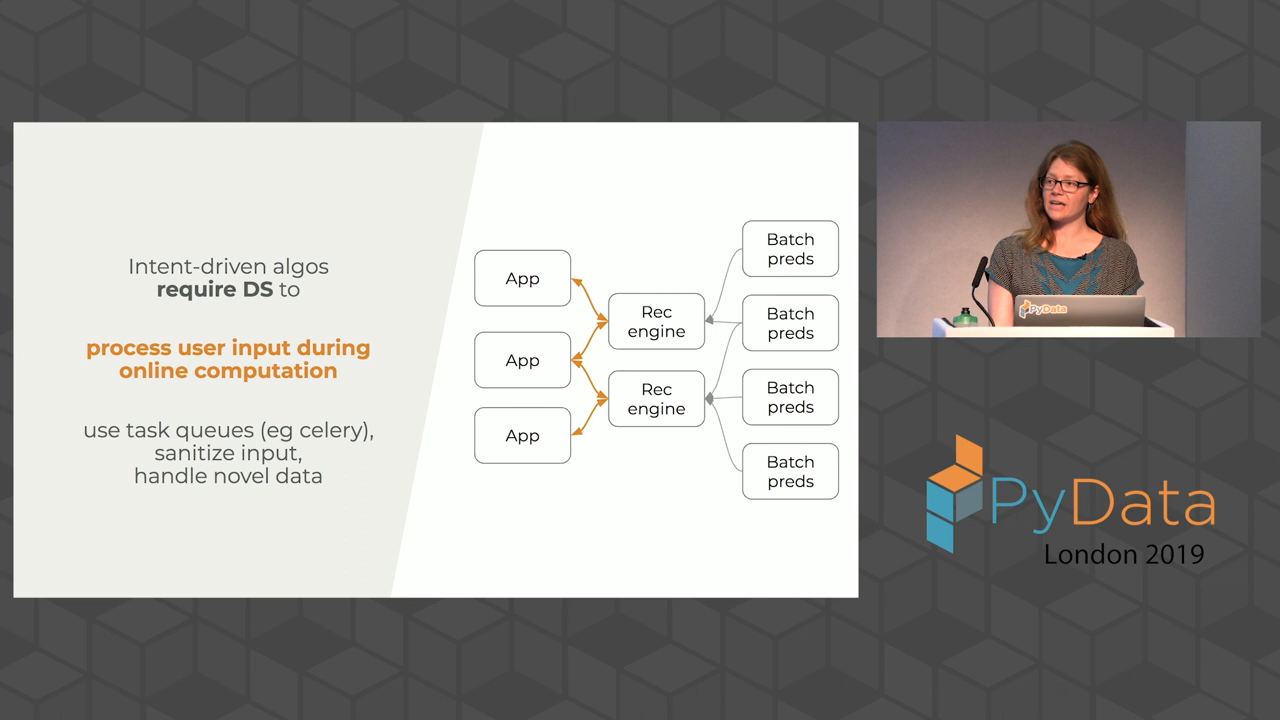 Intent-driven algos
require DS to
process user input during
online computation
use task queues (eg celery),
sanitize input,
handle novel data
App
App
App
Rec
engine
Rec
engine
Batch
preds
Batch
preds
Batch
preds
Batch
preds
PyData
PyData
London 2019